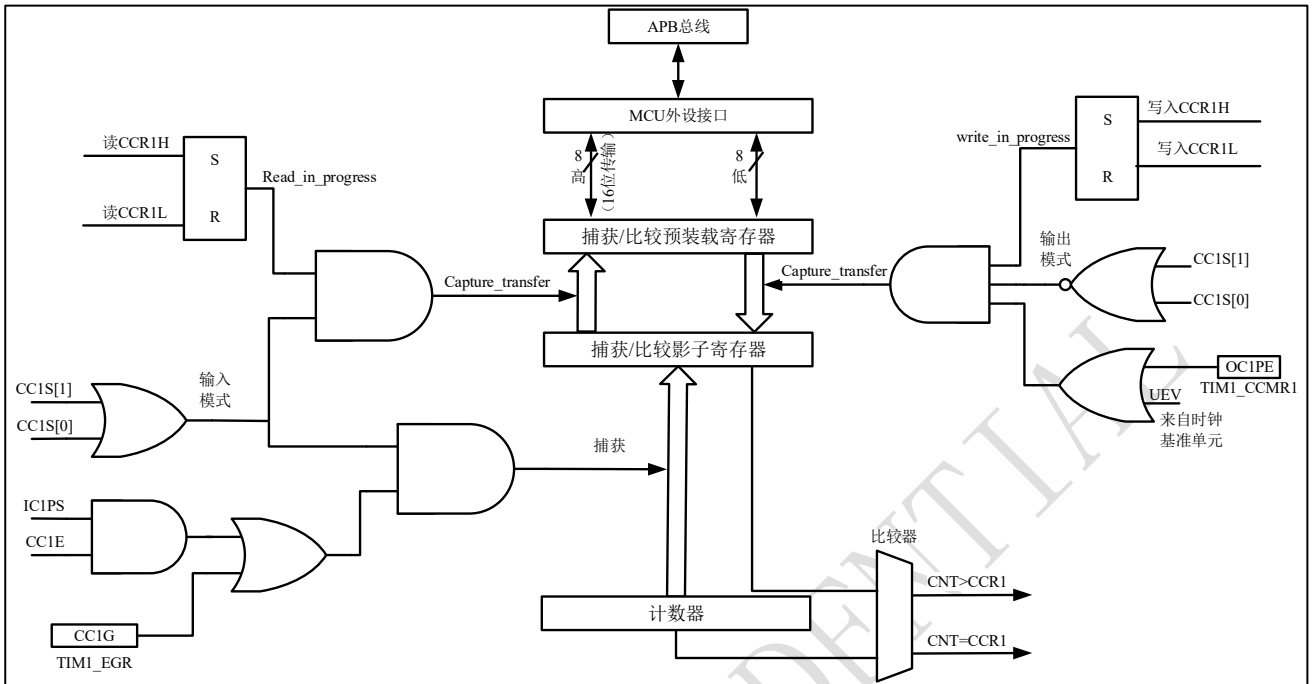 APB总线
MCU外设接口
8
高
(16位传输)
8
低
读CCR1H
读CCR1L
S
R
Read_in_progress
write_in_progress
S
R
写入CCR1H
写入CCR1L
捕获/比较预装载寄存器
Capture_transfer
Capture_transfer
输出
模式
CC1S[1]
CC1S[0]
捕获/比较影子寄存器
CC1S[1]
CC1S[0]
输入
模式
OC1PE
TIM1_CCMR1
UEV
来自时钟
基准单元
捕获
IC1PS
CC1E
CC1G
TIM1_EGR
计数器
比较器
CNT>CCR1
CNT=CCR1
DENTIAL